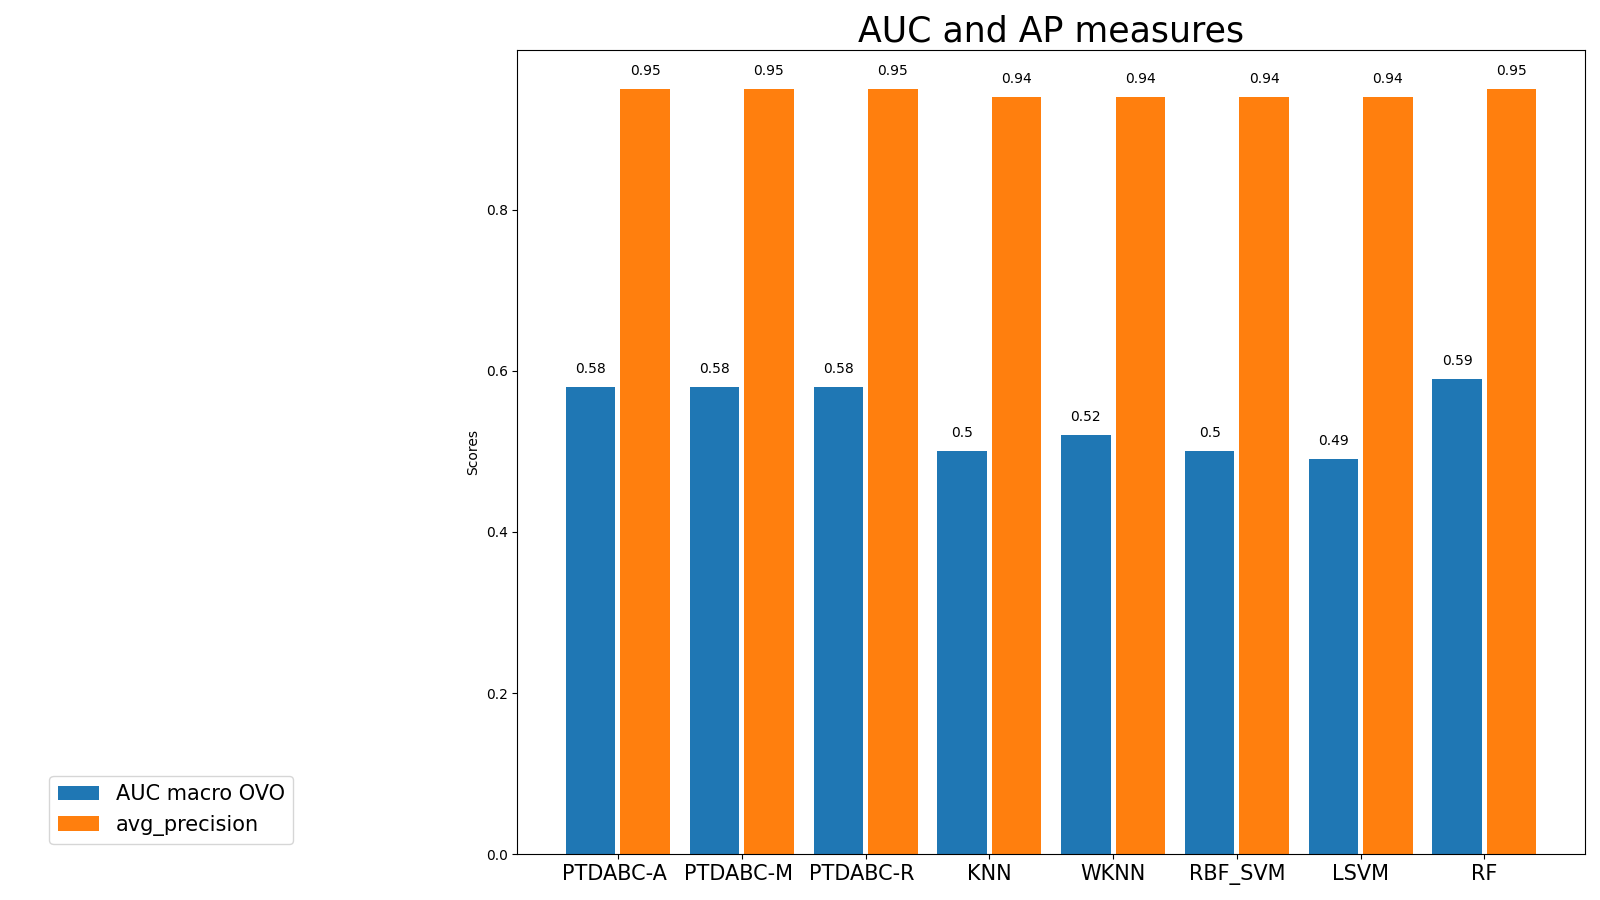 AUC and AP measures
0.95 0.95 0.95 0.94 0.94 0.94 0.94 0.95
0.58 0.58 0.58 0.5 0.52 0.5 0.49 0.59
0.8
0.6
0.4
0.2
0.0
Scores
PTDABC-A PTDABC-M PTDABC-R KNN WKNN RBF_SVM LSVM RF
AUC macro OVO
avg_precision